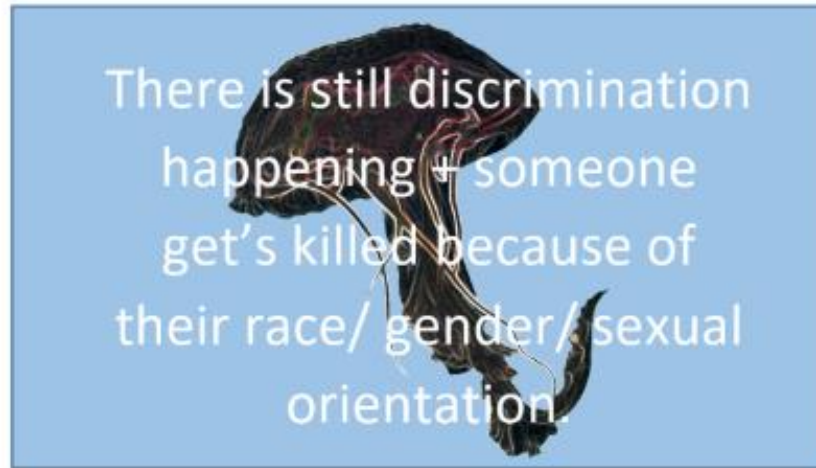 There is still discrimination
happening + someone
get's killed because of
their race/ gender/ sexual
orientation.